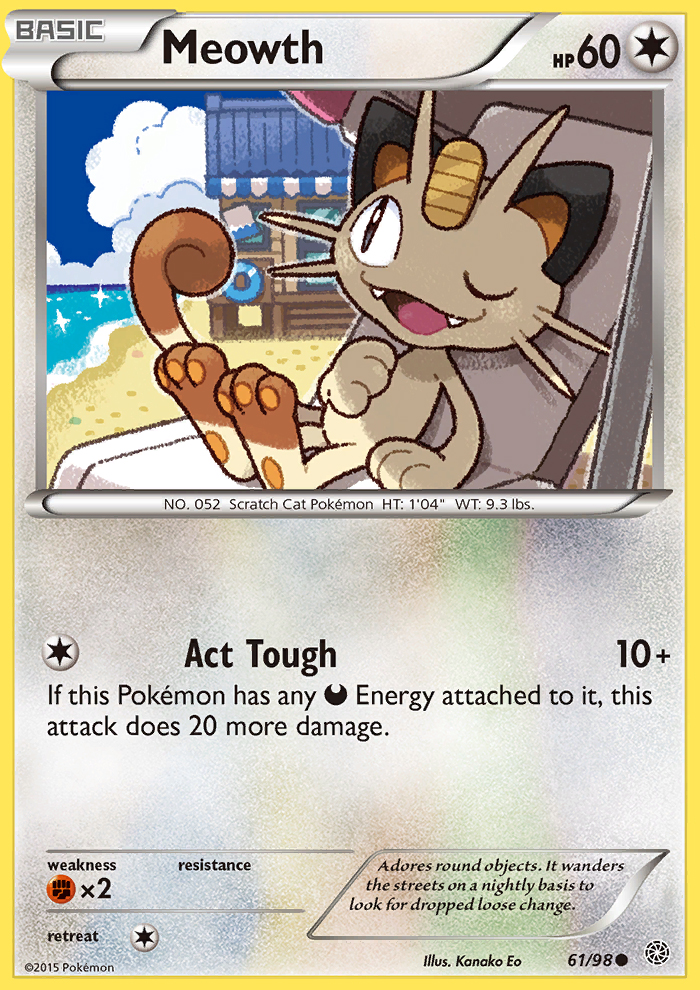 BASIC
Meowth
HP60
NO. 052 Scratch Cat Pokémon HT: 1'04" WT: 9.3 lbs.
Act Tough 10+
If this Pokémon has any Energy attached to it, this
attack does 20 more damage.
weakness resistance
×2
retreat
Adores round objects. It wanders
the streets on a nightly basis to
look for dropped loose change.
©2015 Pokémon
Illus. Kanako Eo 61/98